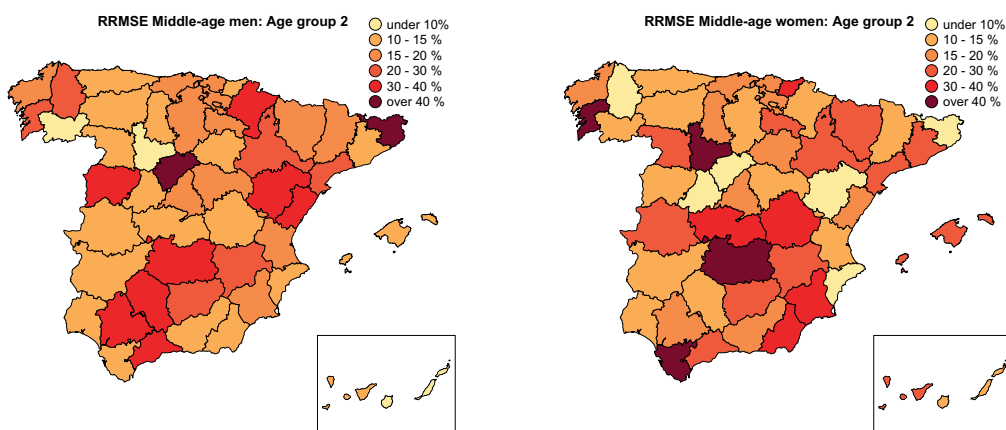 RRMSE Middle-age men: Age group 2
under 10%
10 - 15 %
15 - 20 %
20 - 30 %
30 - 40 %
over 40 %
RRMSE Middle-age women: Age group 2
under 10%
10 - 15 %
15 - 20 %
20 - 30 %
30 - 40 %
over 40 %